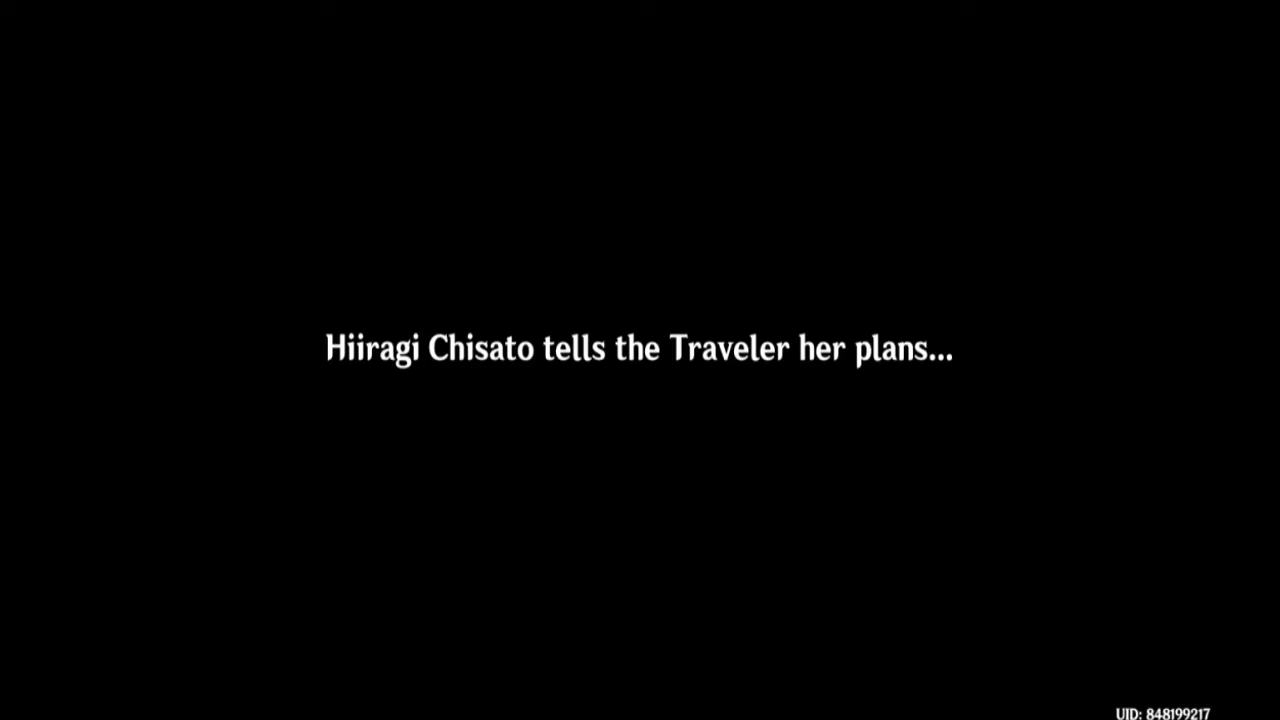 Hiiragi Chisato tells the Traveler her plans...
UID: 848199217